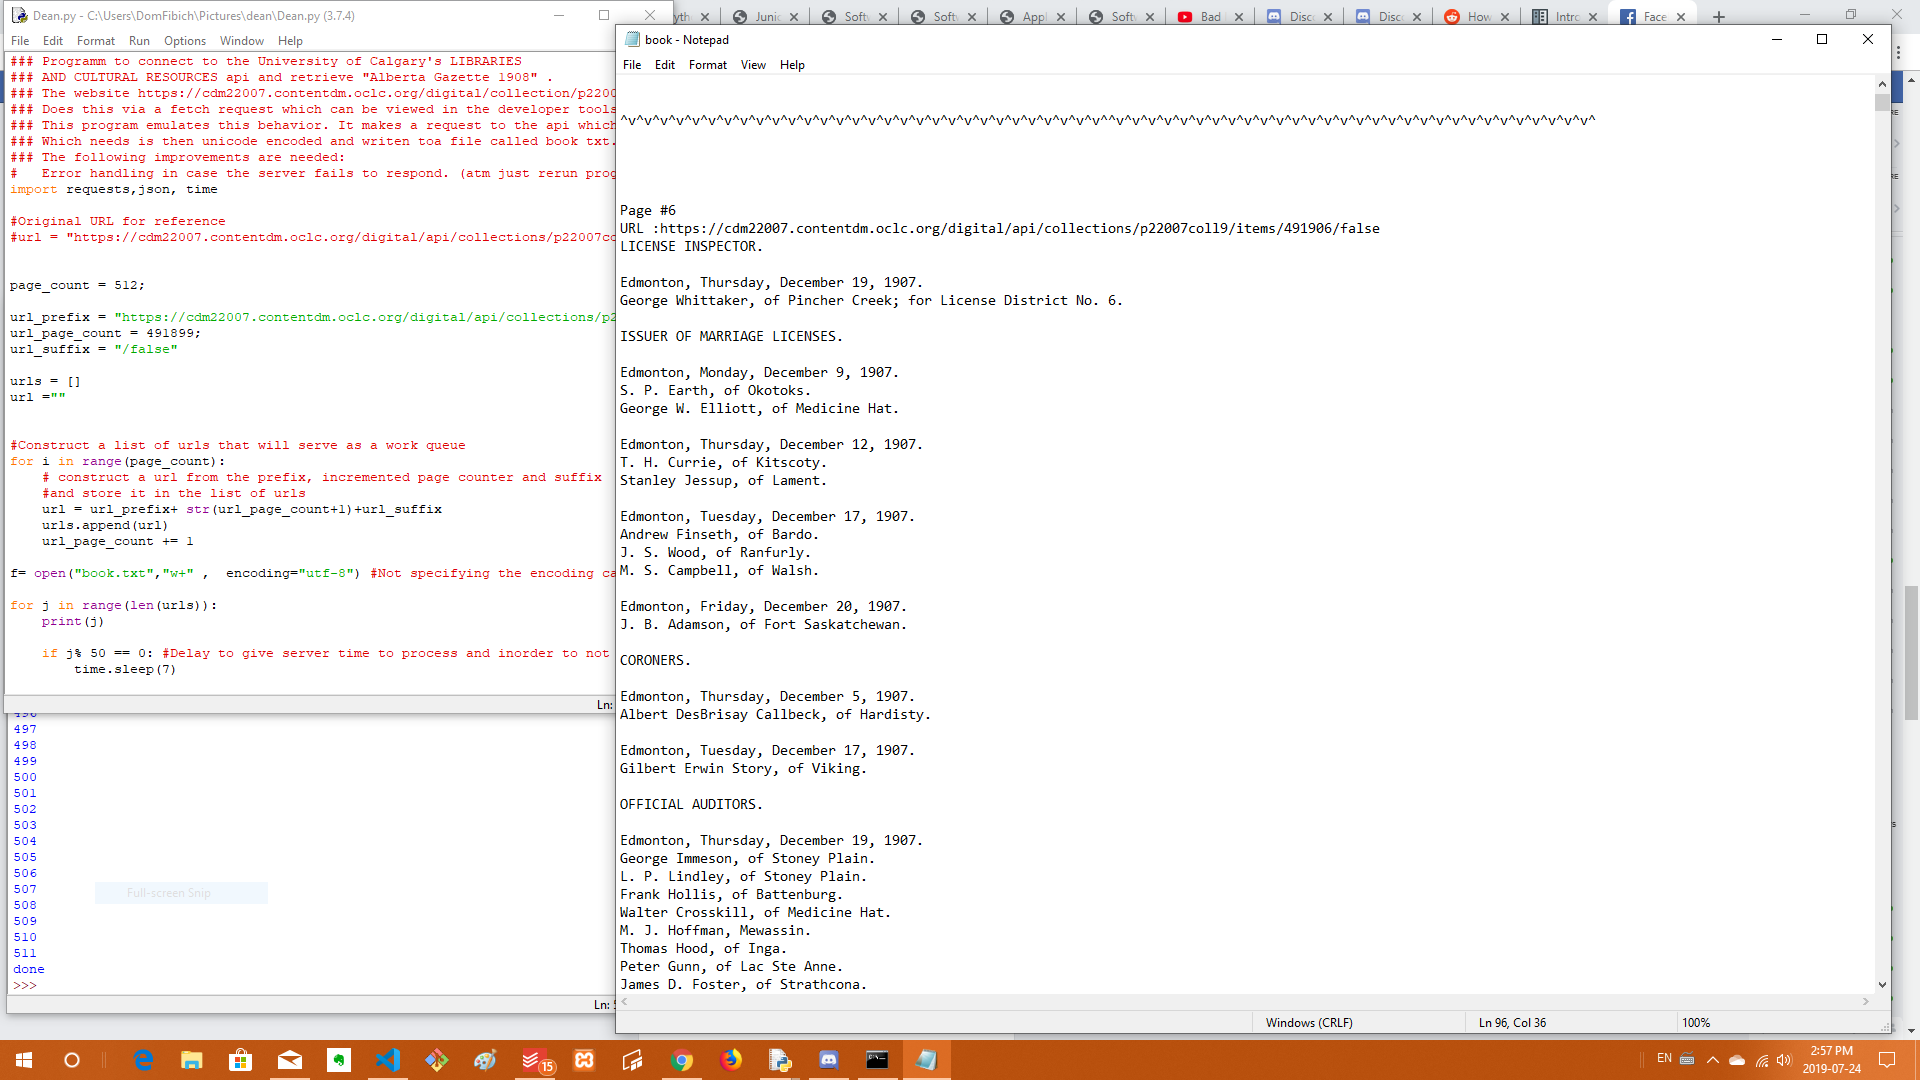 Dean.py - C:\Users\DomFibich\Pictures\dean\Dean.py (3.7.4)
File Edit Format Run Options Window Help
### Programm to connect to the University of Calgary's LIBRARIES
### AND CULTURAL RESOURCES api and retrieve "Alberta Gazette 1908" .
### The website https://cdm22007.contentdm.oclc.org/digital/collection/p2200
### Does this via a fetch request which can be viewed in the developer tools
### This program emulates this behavior. It makes a request to the api which
### Which needs is then unicode encoded and writen toa file called book txt.
### The following improvements are needed:
#   Error handling in case the server fails to respond. (atm just rerun prog
import requests,json, time
#Original URL for reference
#url = "https://cdm22007.contentdm.oclc.org/digital/api/collections/p22007co
page_count = 512;
url_prefix = "https://cdm22007.contentdm.oclc.org/digital/api/collections/p2
url_page_count = 491899;
url_suffix = "/false"
urls = []
url =""
#Construct a list of urls that will serve as a work queue
for i in range(page_count):
    # construct a url from the prefix, incremented page counter and suffix
    #and store it in the list of urls
    url = url_prefix+ str(url_page_count+1)+url_suffix
    urls.append(url)
    url_page_count += 1
f= open("book.txt","w+" ,  encoding="utf-8") #Not specifying the encoding ca
for j in range(len(urls)):
    print(j)
    if j% 50 == 0: #Delay to give server time to process and inorder to not
        time.sleep(7)
Ln:
496
497
498
499
500
501
502
503
504
505
506
507
508
509
510
511
done
>>>
Full-screen Snip
Ln: 5
Junic Softw Softw Appl Softw Bad Disc Disc How Intro Face
book - Notepad
File Edit Format View Help
^v^v^v^v^v^v^v^v^v^v^v^v^v^v^v^v^v^v^v^v^v^v^v^v^v^v^v^v^v^v^^v^v^v^v^v^v^v^v^v^v^v^v^v^v^v^v^v^v^v^v^v^v^v^v^v^v^v^v^v^v^
Page #6
URL :https://cdm22007.contentdm.oclc.org/digital/api/collections/p22007coll9/items/491906/false
LICENSE INSPECTOR.
Edmonton, Thursday, December 19, 1907.
George Whittaker, of Pincher Creek; for License District No. 6.
ISSUER OF MARRIAGE LICENSES.
Edmonton, Monday, December 9, 1907.
S. P. Earth, of Okotoks.
George W. Elliott, of Medicine Hat.
Edmonton, Thursday, December 12, 1907.
T. H. Currie, of Kitscoty.
Stanley Jessup, of Lament.
Edmonton, Tuesday, December 17, 1907.
Andrew Finseth, of Bardo.
J. S. Wood, of Ranfurly.
M. S. Campbell, of Walsh.
Edmonton, Friday, December 20, 1907.
J. B. Adamson, of Fort Saskatchewan.
CORONERS.
Edmonton, Thursday, December 5, 1907.
Albert DesBrisay Callbeck, of Hardisty.
Edmonton, Tuesday, December 17, 1907.
Gilbert Erwin Story, of Viking.
OFFICIAL AUDITORS.
Edmonton, Thursday, December 19, 1907.
George Immeson, of Stoney Plain.
L. P. Lindley, of Stoney Plain.
Frank Hollis, of Battenburg.
Walter Crosskill, of Medicine Hat.
M. J. Hoffman, Mewassin.
Thomas Hood, of Inga.
Peter Gunn, of Lac Ste Anne.
James D. Foster, of Strathcona.
Windows (CRLF) Ln 96, Col 36 100%
15
EN
2:57 PM
2019-07-24